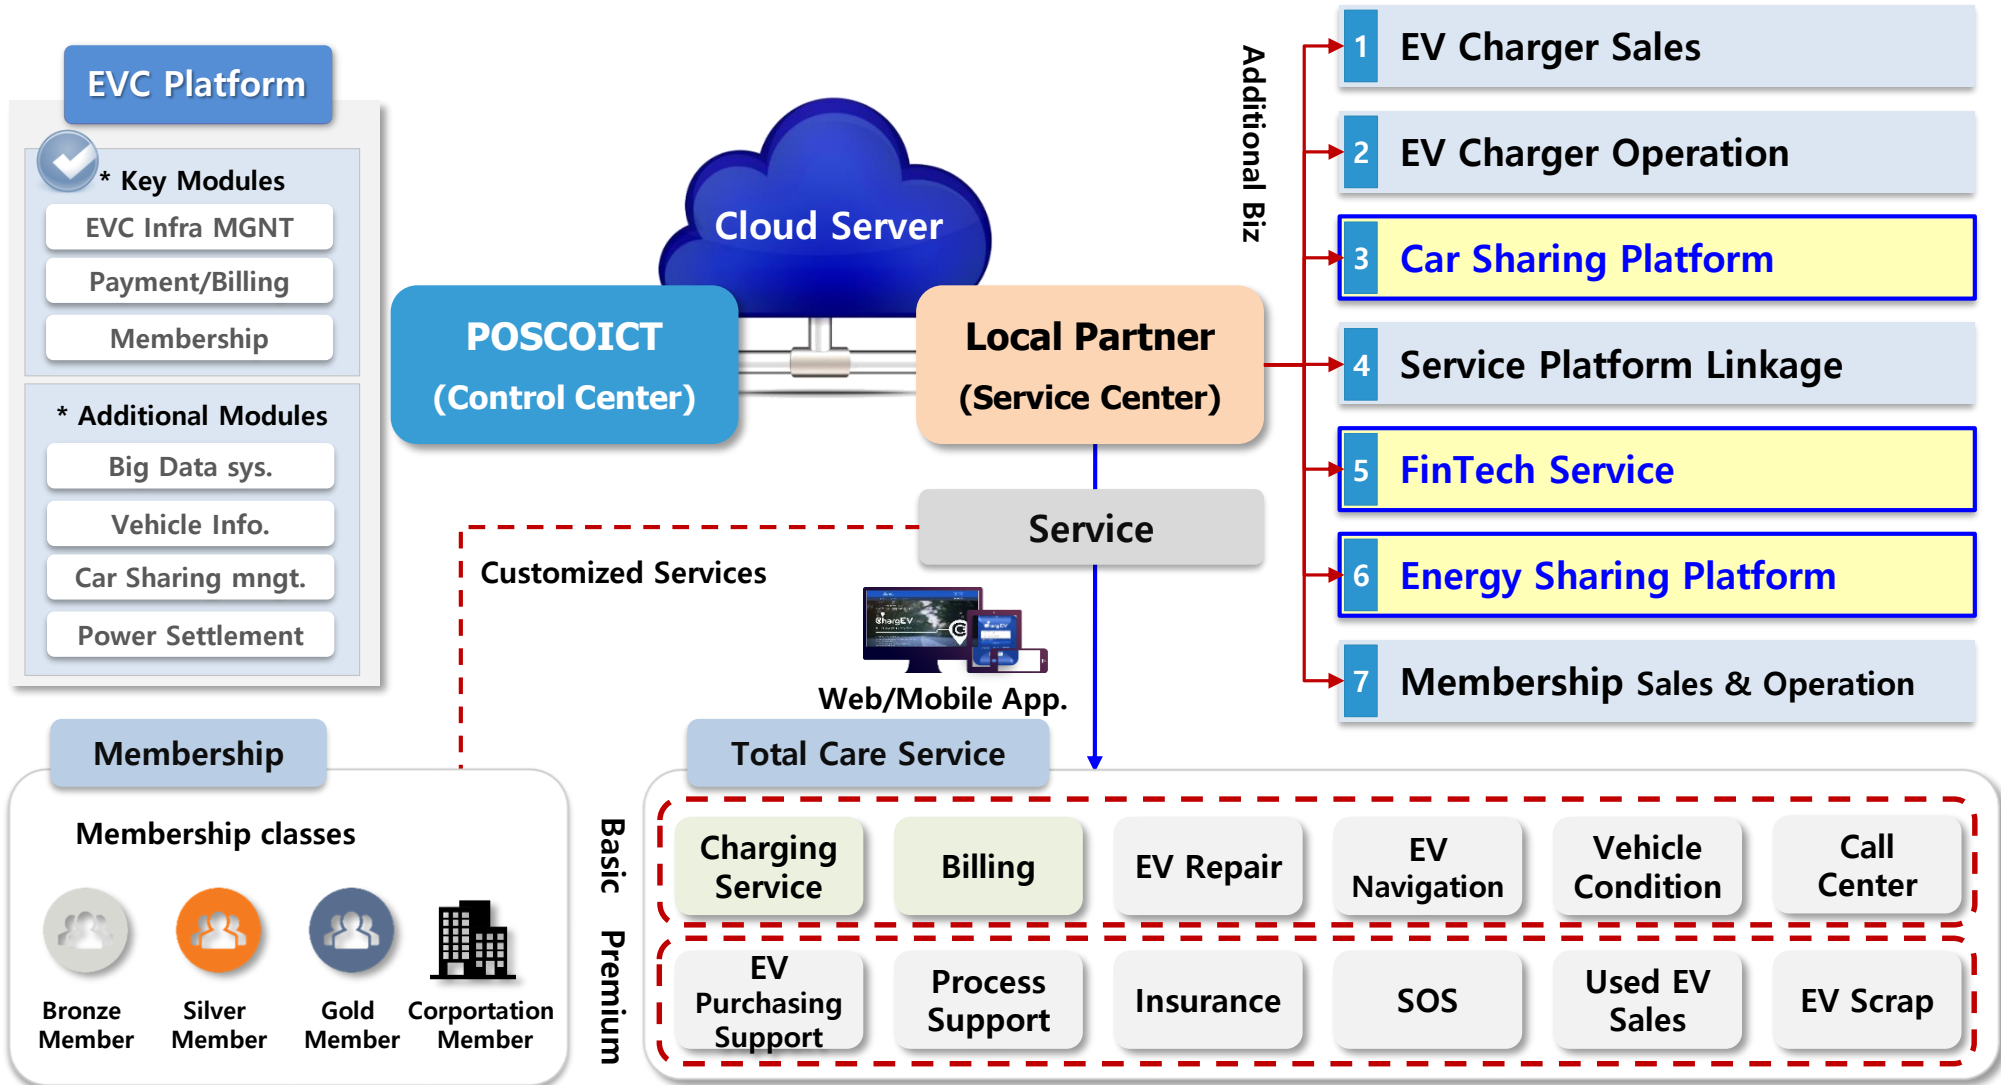 EVC Platform
* Key Modules
EVC Infra MGNT
Payment/Billing
Membership
* Additional Modules
Big Data sys.
Vehicle Info.
Car Sharing mngt.
Power Settlement
Cloud Server
POSCOICT
(Control Center)
Local Partner
(Service Center)
Additional Biz
1 EV Charger Sales
2 EV Charger Operation
3 Car Sharing Platform
4 Service Platform Linkage
5 FinTech Service
6 Energy Sharing Platform
7 Membership Sales & Operation
Service
Customized Services
ChargEV
Web/Mobile App.
Membership
Membership classes
Bronze
Member
Silver
Member
Gold
Member
Corportation
Member
Total Care Service
Basic
Charging
Service
Billing
EV Repair
EV
Navigation
Vehicle
Condition
Call
Center
Premium
EV
Purchasing
Support
Process
Support
Insurance
SOS
Used EV
Sales
EV Scrap